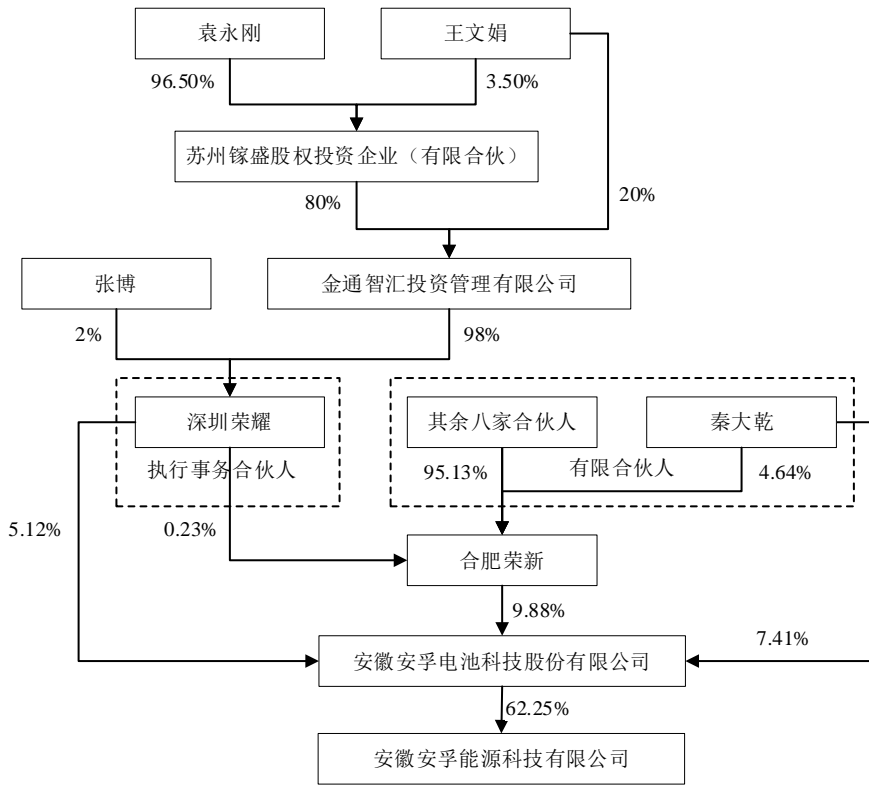 袁永刚
王文娟
96.50%
3.50%
苏州镓盛股权投资企业（有限合伙）
80%
20%
张博
金通智汇投资管理有限公司
2%
98%
深圳荣耀
其余八家合伙人
秦大乾
执行事务合伙人
95.13%
有限合伙人
4.64%
5.12%
0.23%
合肥荣新
9.88%
安徽安孚电池科技股份有限公司
7.41%
62.25%
安徽安孚能源科技有限公司